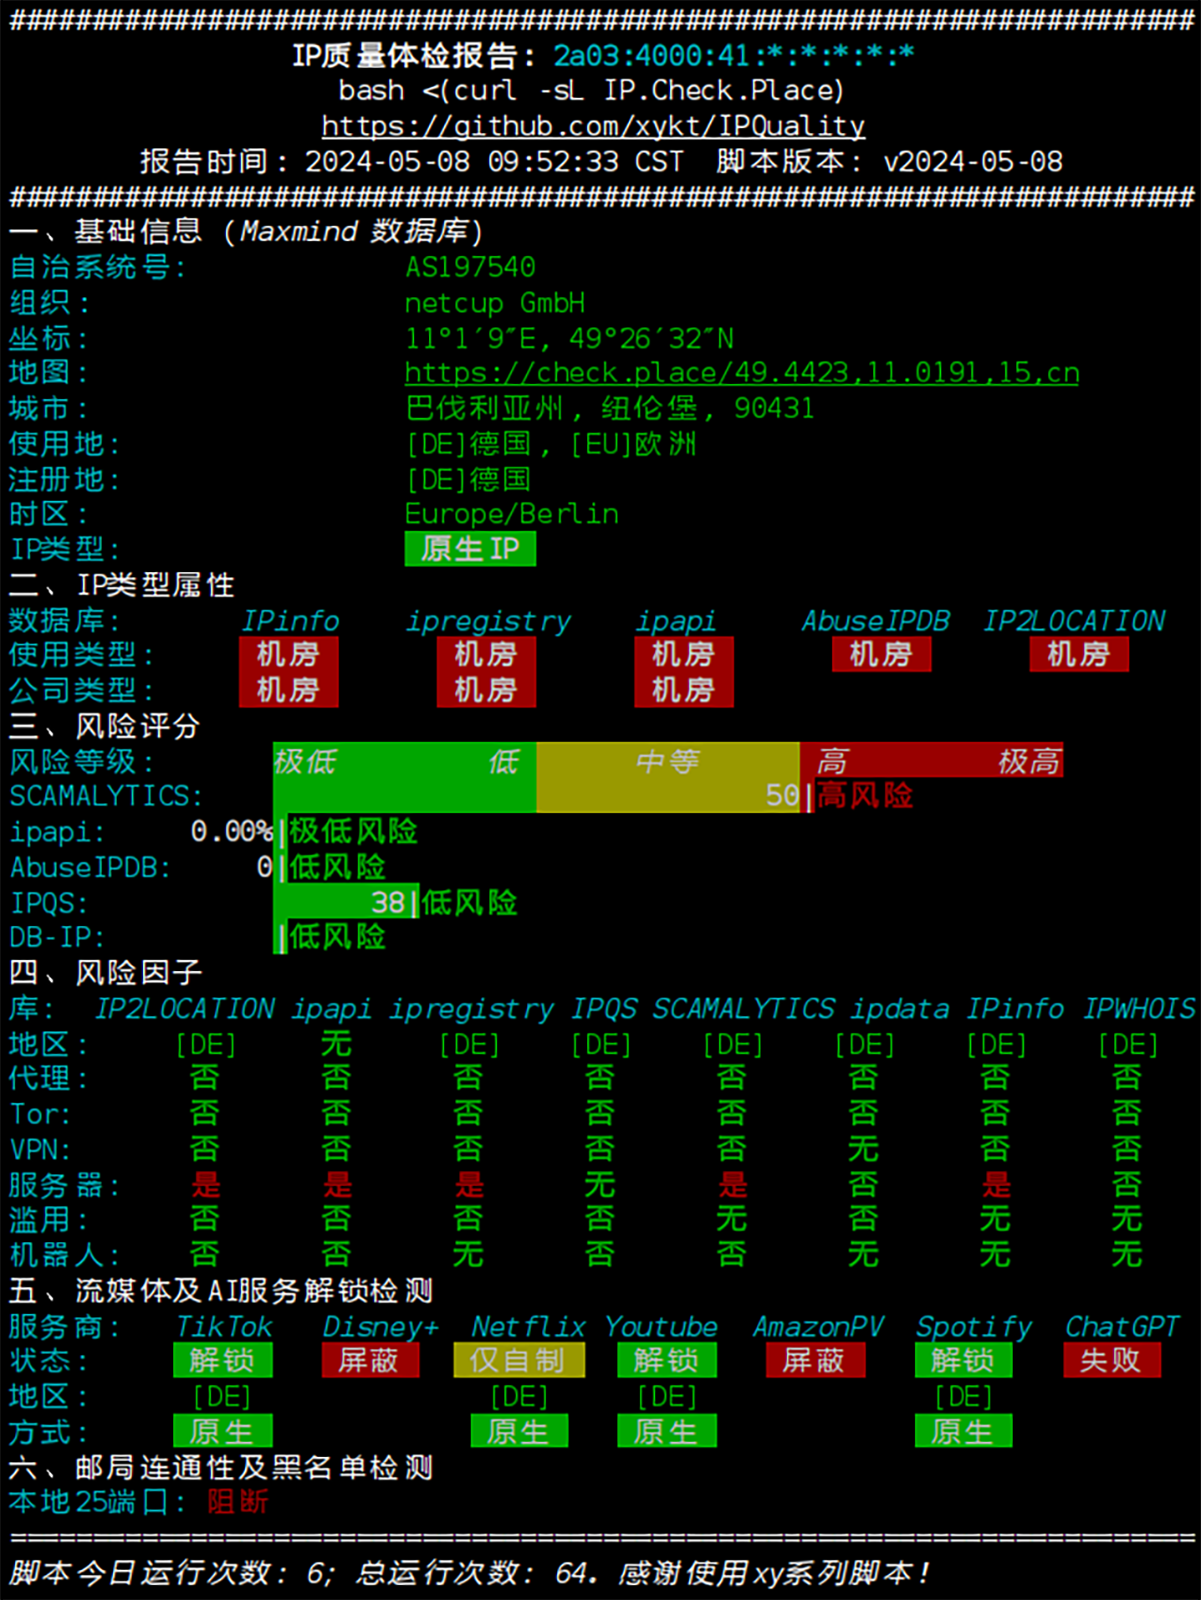 ########################################################################
IP质量体检报告: 2a03:4000:41:*:*:*:*:*
bash <(curl -sL IP.Check.Place)
https://github.com/xykt/IPQuality
报告时间: 2024-05-08 09:52:33 CST 脚本版本: v2024-05-08
########################################################################
一、基础信息 (Maxmind 数据库)
自治系统号: AS197540
组织: netcup GmbH
坐标: 11°1′9″E, 49°26′32″N
地图: https://check.place/49.4423,11.0191,15,cn
城市: 巴伐利亚州, 纽伦堡, 90431
使用地: [DE]德国, [EU]欧洲
注册地: [DE]德国
时区: Europe/Berlin
IP类型: 原生IP
二、IP类型属性
数据库: IPinfo ipregistry ipapi AbuseIPDB IP2LOCATION
使用类型: 机房 机房 机房 机房 机房
公司类型: 机房 机房 机房
三、风险评分
风险等级: 极低 低 中等 高 极高
SCAMALYTICS: 50|高风险
ipapi: 0.00%|极低风险
AbuseIPDB: 0|低风险
IPQS: 38|低风险
DB-IP: |低风险
四、风险因子
库: IP2LOCATION ipapi ipregistry IPQS SCAMALYTICS ipdata IPinfo IPWHOIS
地区: [DE] 无 [DE] [DE] [DE] [DE] [DE] [DE]
代理: 否 否 否 否 否 否 否 否
Tor: 否 否 否 否 否 否 否 否
VPN: 否 否 否 否 否 无 否 否
服务器: 是 是 是 无 是 否 是 否
滥用: 否 否 否 否 无 否 无 无
机器人: 否 否 无 否 否 无 无 无
五、流媒体及AI服务解锁检测
服务商: TikTok Disney+ Netflix Youtube AmazonPV Spotify ChatGPT
状态: 解锁 屏蔽 仅自制 解锁 屏蔽 解锁 失败
地区: [DE] [DE] [DE] [DE]
方式: 原生 原生 原生 原生
六、邮局连通性及黑名单检测
本地25端口: 阻断
========================================================================
脚本今日运行次数: 6; 总运行次数: 64. 感谢使用xy系列脚本!